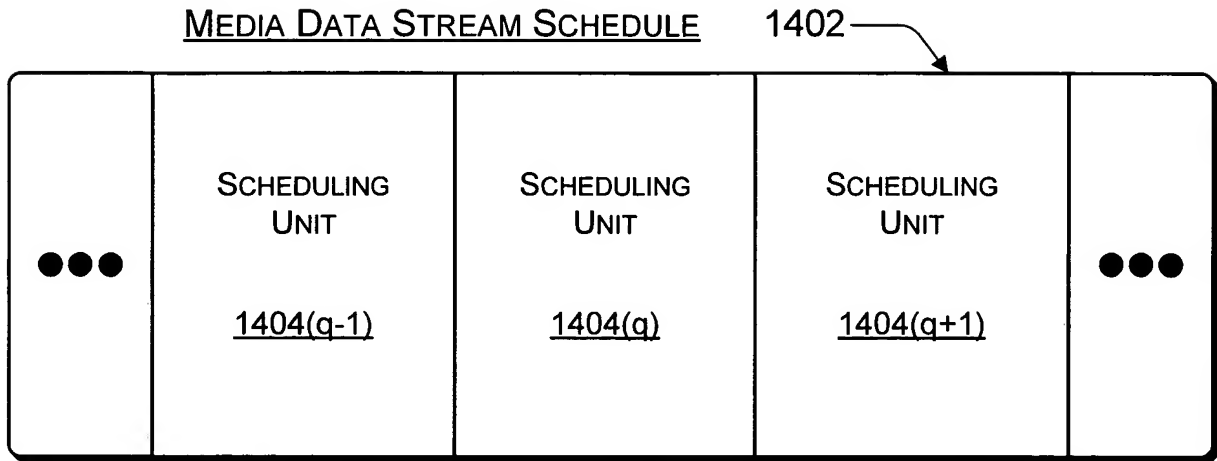 MEDIA DATA STREAM SCHEDULE 1402
SCHEDULING
UNIT
1404(q-1)
SCHEDULING
UNIT
1404(q)
SCHEDULING
UNIT
1404(q+1)